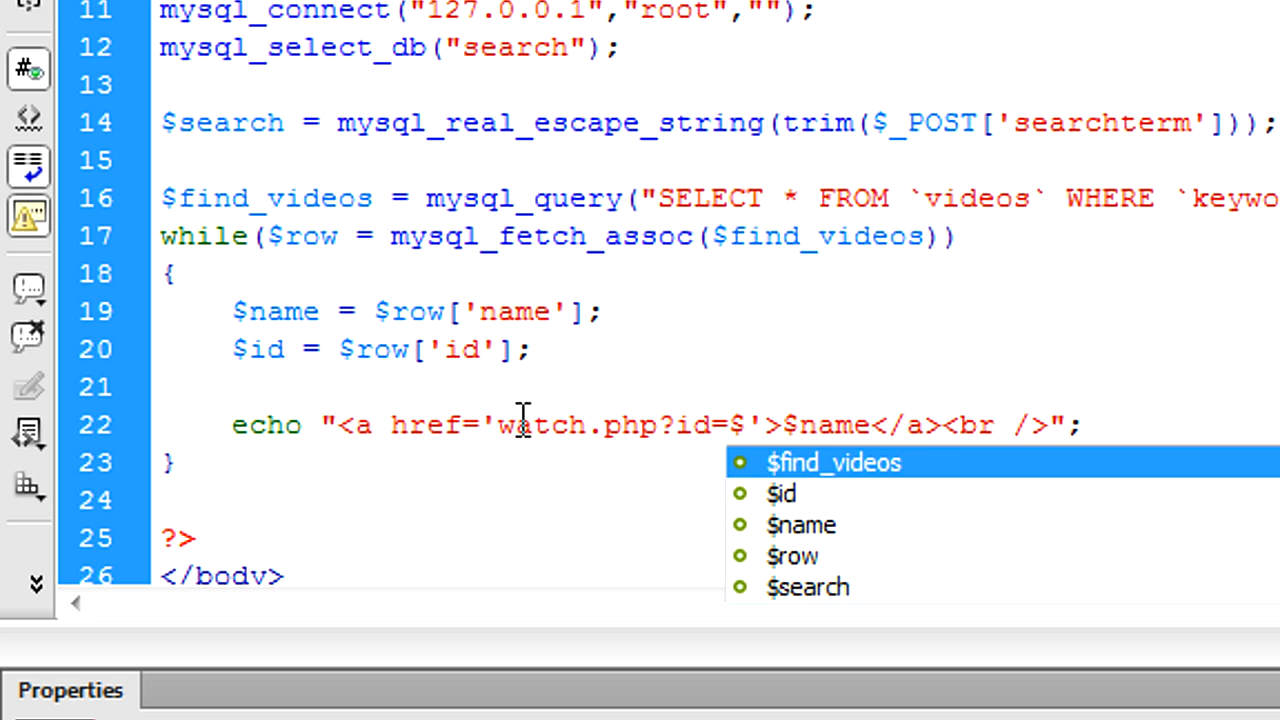 11 mysql_connect("127.0.0.1","root","");
12 mysql_select_db("search");
13
14 $search = mysql_real_escape_string(trim($_POST['searchterm']));
15
16 $find_videos = mysql_query("SELECT * FROM `videos` WHERE `keywo
17 while($row = mysql_fetch_assoc($find_videos))
18 {
19 $name = $row['name'];
20 $id = $row['id'];
21
22 echo "<a href='watch.php?id=$'>$name</a><br />";
23 }
$find_videos
$id
24
$name
25 ?>
$row
26 </body>
$search
Properties